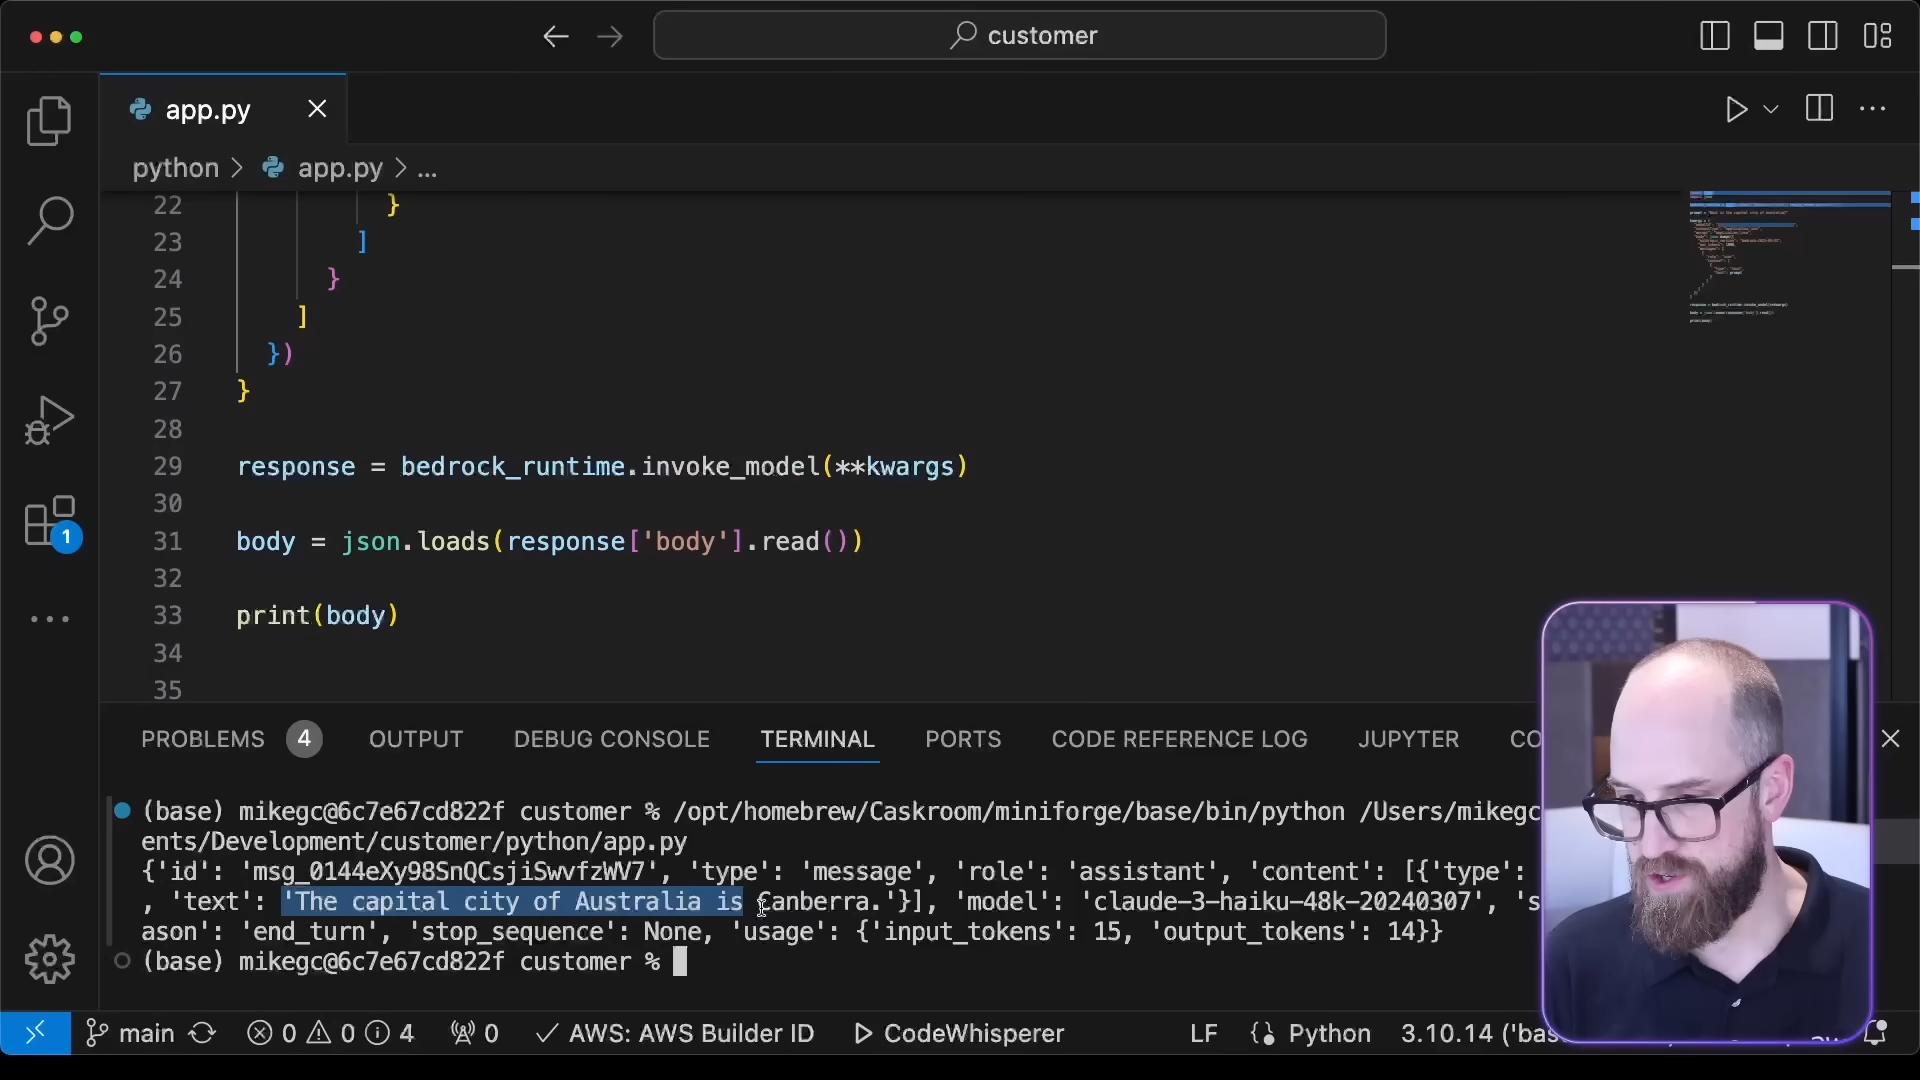 customer
app.py
python > app.py > ...
22 }
23 ]
24 }
25 ]
26 })
27 }
28
29 response = bedrock_runtime.invoke_model(**kwargs)
30
31 body = json.loads(response['body'].read())
32
33 print(body)
34
35
1
PROBLEMS 4 OUTPUT DEBUG CONSOLE TERMINAL PORTS CODE REFERENCE LOG JUPYTER CO
(base) mikegc@6c7e67cd822f customer % /opt/homebrew/Caskroom/miniforge/base/bin/python /Users/mikegc
ents/Development/customer/python/app.py
{'id': 'msg_0144eXy98SnQCsjiSwvfzWV7', 'type': 'message', 'role': 'assistant', 'content': [{'type':
, 'text': 'The capital city of Australia is Canberra.'}], 'model': 'claude-3-haiku-48k-20240307', 's
ason': 'end_turn', 'stop_sequence': None, 'usage': {'input_tokens': 15, 'output_tokens': 14}}
(base) mikegc@6c7e67cd822f customer %
main 0 0 4 0 AWS: AWS Builder ID CodeWhisperer LF Python 3.10.14 ('bas